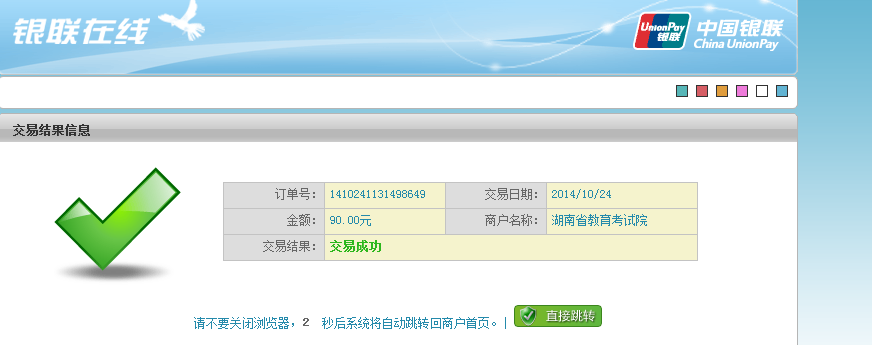 银联在线
UnionPay
银联
中国银联
China UnionPay
交易结果信息
订单号： 1410241131498649 交易日期： 2014/10/24
金额： 90.00元 商户名称： 湖南省教育考试院
交易结果： 交易成功
请不要关闭浏览器，2 秒后系统将自动跳转回商户首页。| 直接跳转